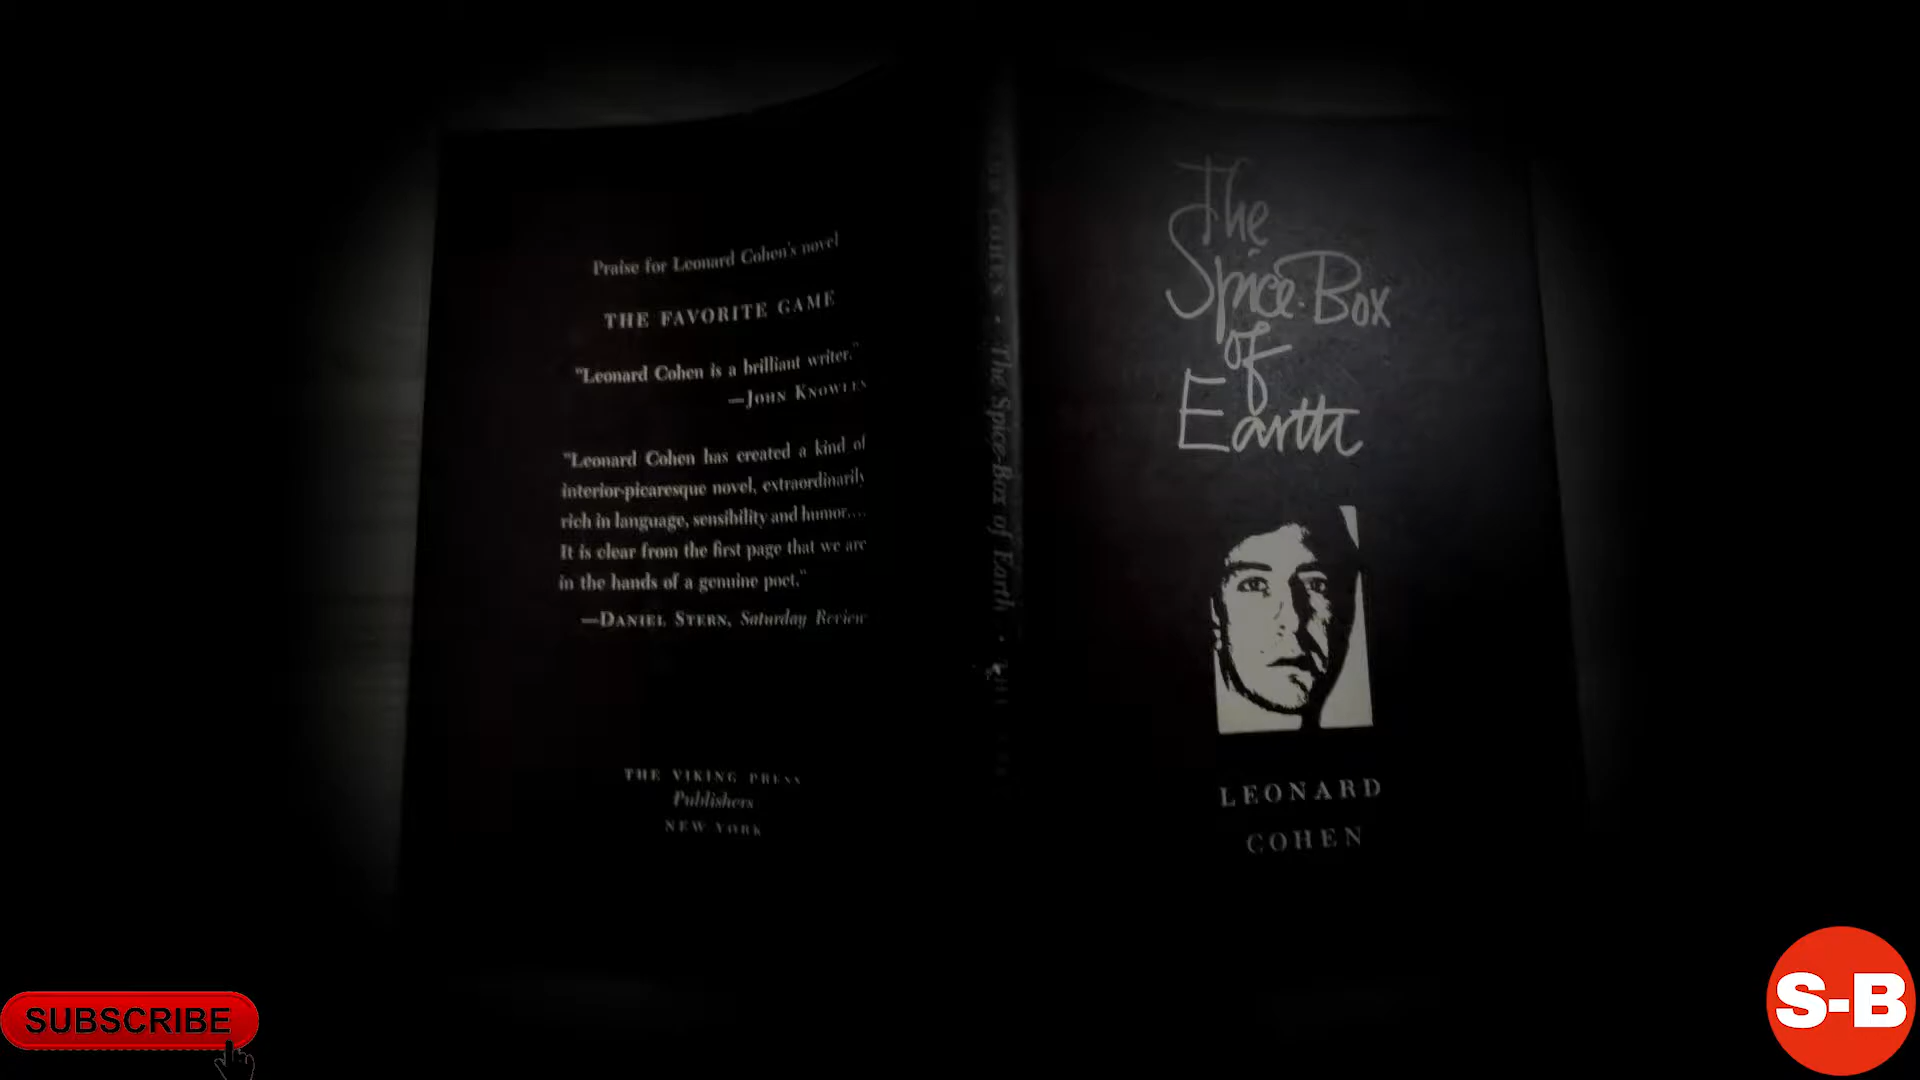 Praise for Leonard Cohen's novel
THE FAVORITE GAME
"Leonard Cohen is a brilliant writer."
—JOHN KNOWLES
"Leonard Cohen has created a kind of
interior-picaresque novel, extraordinarily
rich in language, sensibility and humor....
It is clear from the first page that we are
in the hands of a genuine poet."
—DANIEL STERN, Saturday Review
THE VIKING PRESS
Publishers
NEW YORK
The Spice-Box of Earth
The
Spice-Box
of
Earth
LEONARD
COHEN
SUBSCRIBE
S-B